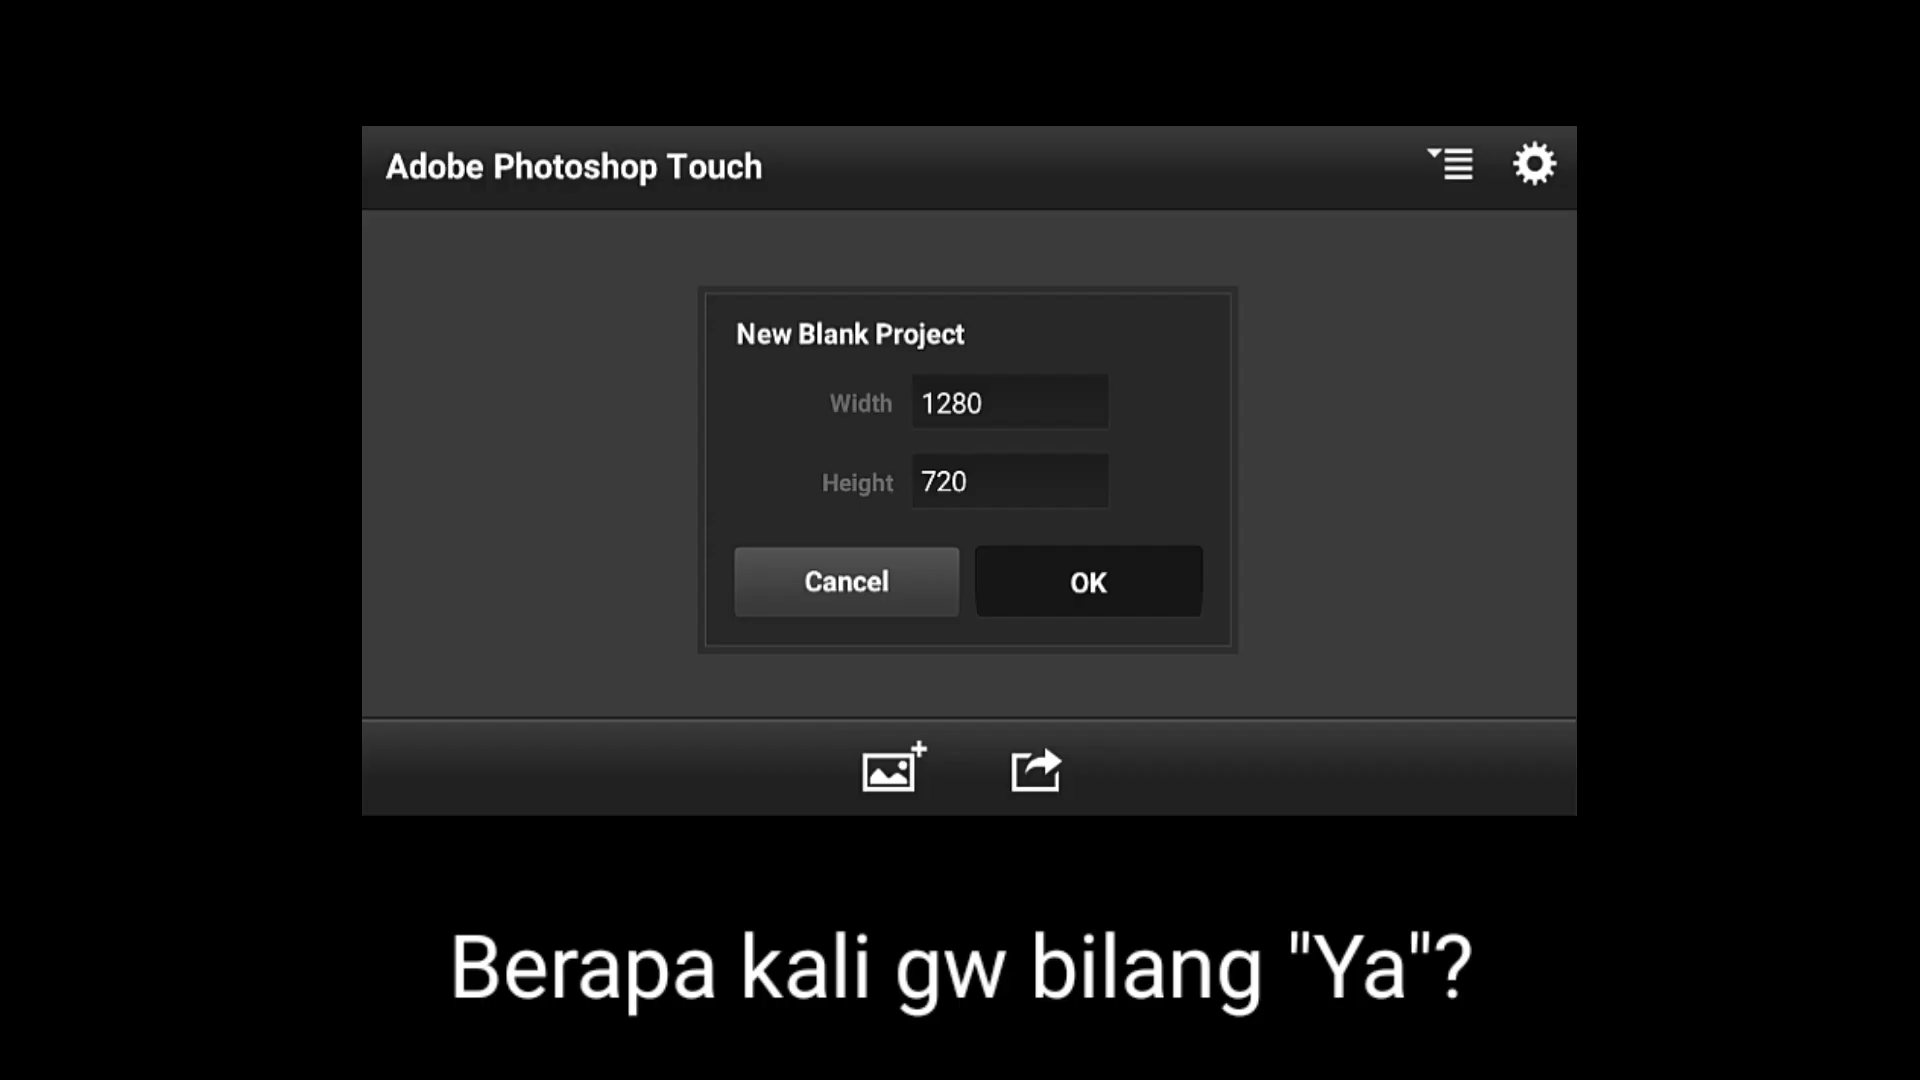 Adobe Photoshop Touch
New Blank Project
Width 1280
Height 720
Cancel OK
Berapa kali gw bilang "Ya"?